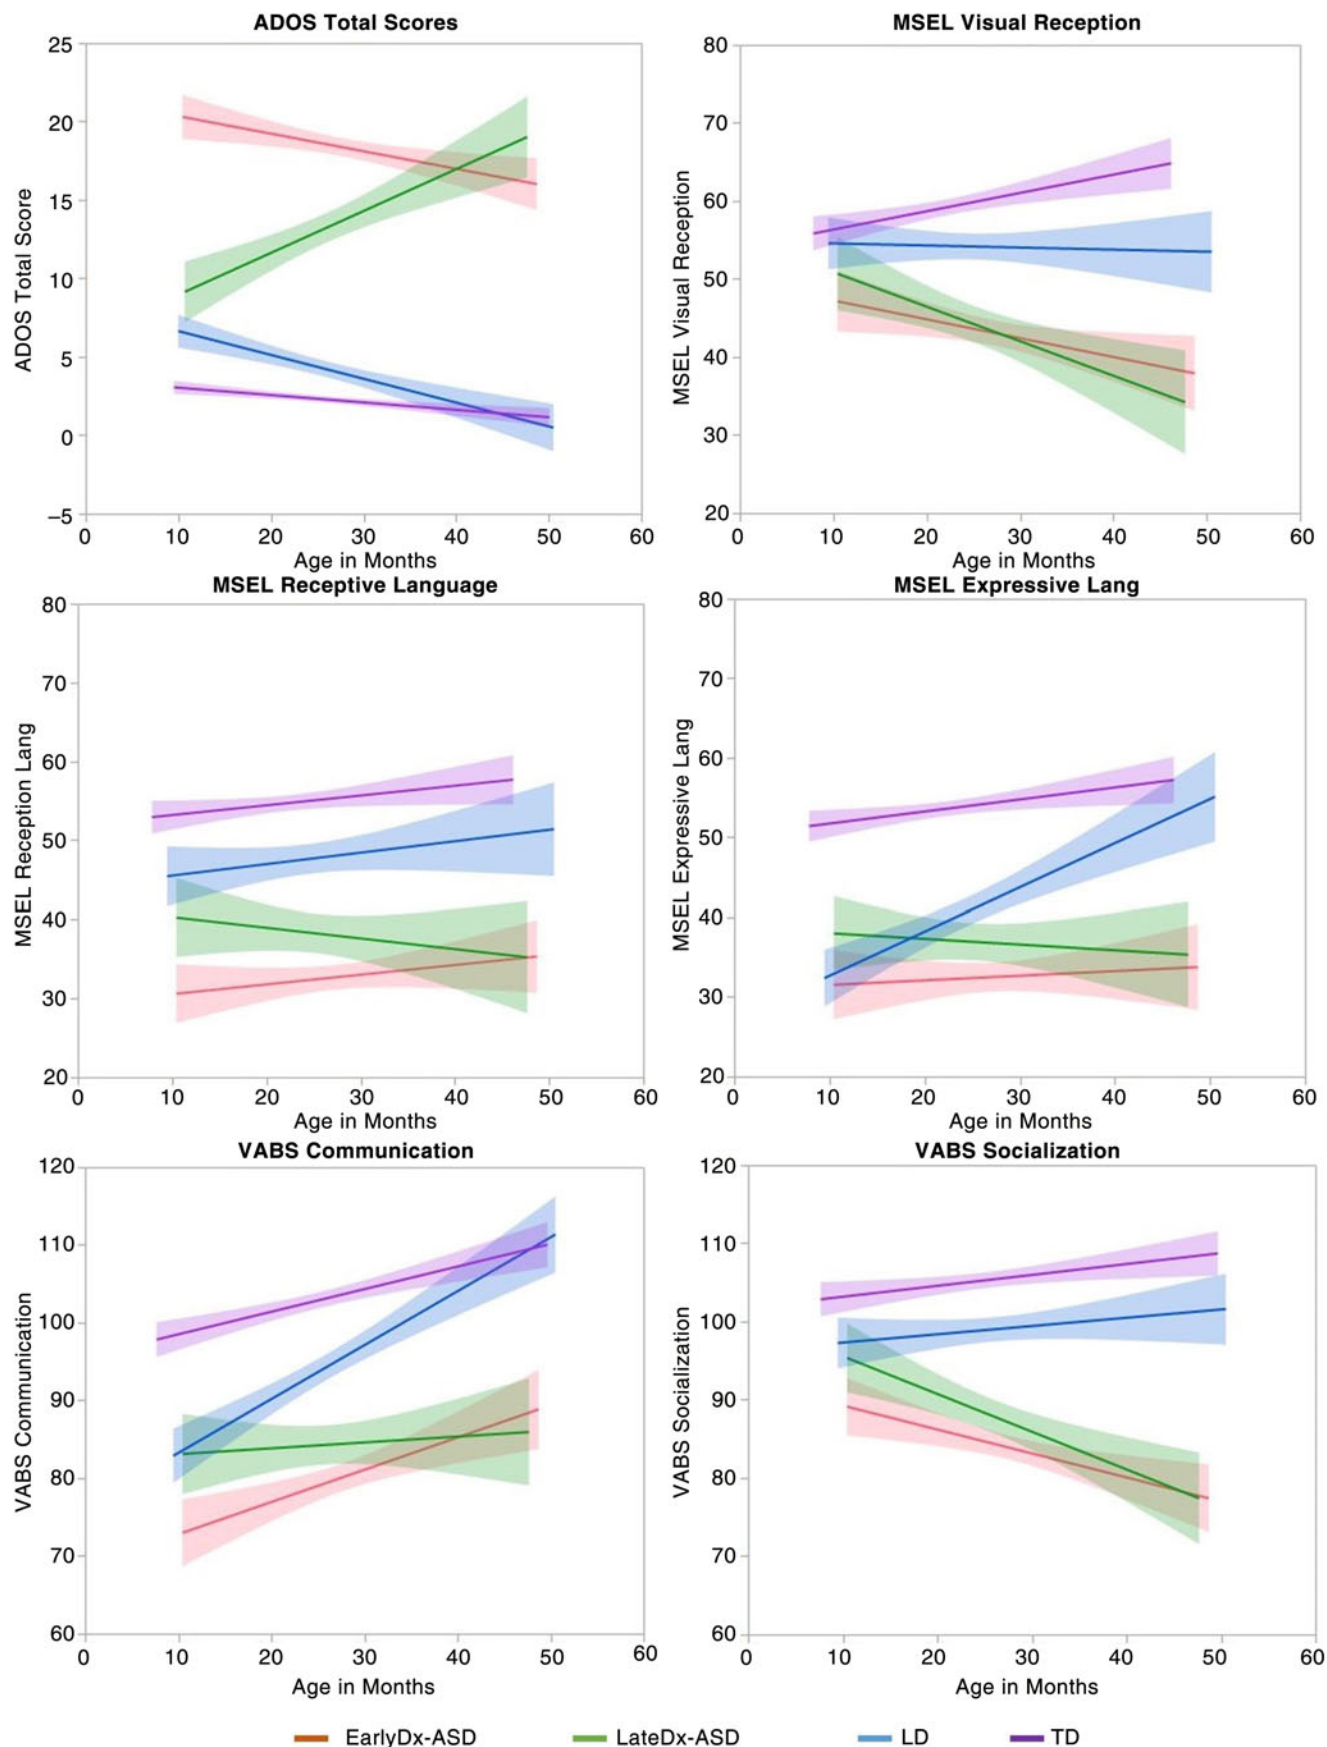 ADOS Total Scores
25
20
15
10
5
0
–5
ADOS Total Score
0 10 20 30 40 50 60
Age in Months
MSEL Visual Reception
80
70
60
50
40
30
20
MSEL Visual Reception
0 10 20 30 40 50 60
Age in Months
MSEL Receptive Language
80
70
60
50
40
30
20
MSEL Reception Lang
0 10 20 30 40 50 60
Age in Months
MSEL Expressive Lang
80
70
60
50
40
30
20
MSEL Expressive Lang
0 10 20 30 40 50 60
Age in Months
VABS Communication
120
110
100
90
80
70
60
VABS Communication
0 10 20 30 40 50 60
Age in Months
VABS Socialization
120
110
100
90
80
70
60
VABS Socialization
0 10 20 30 40 50 60
Age in Months
EarlyDx-ASD LateDx-ASD LD TD